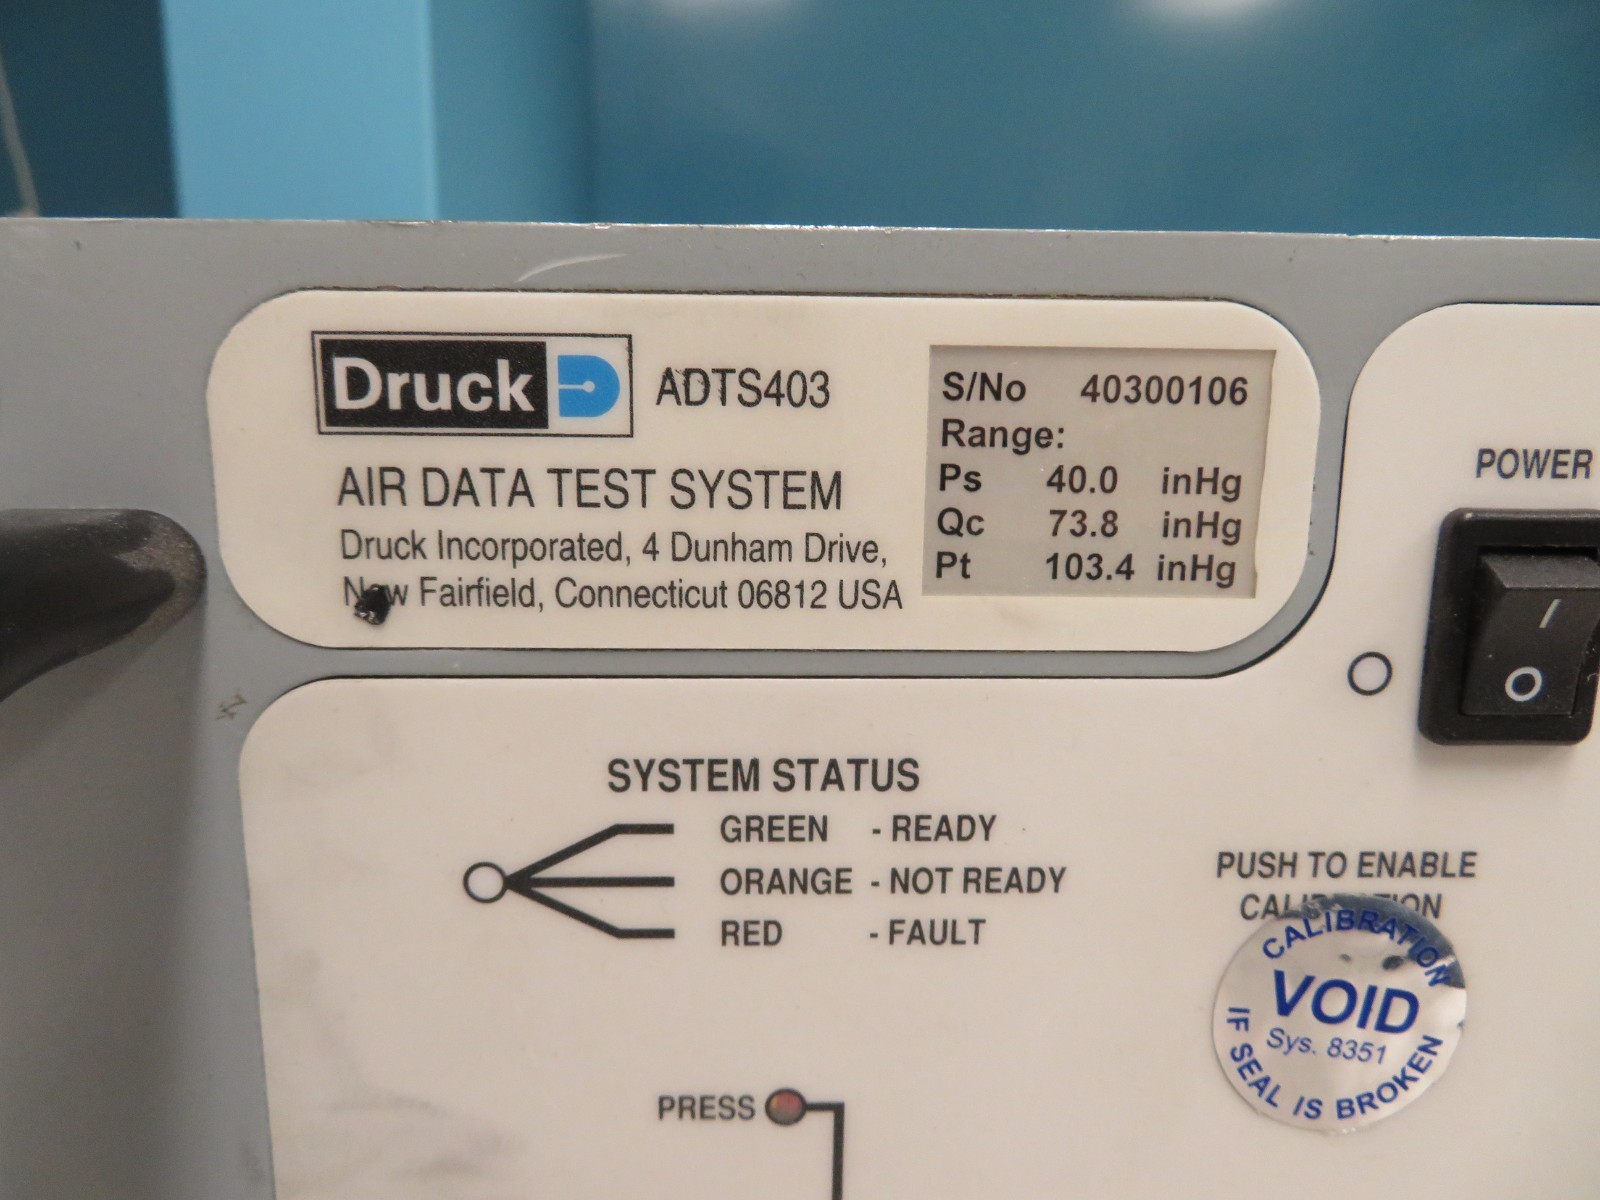 Druck ADTS403
AIR DATA TEST SYSTEM
Druck Incorporated, 4 Dunham Drive,
New Fairfield, Connecticut 06812 USA
S/No 40300106
Range:
Ps 40.0 inHg
Qc 73.8 inHg
Pt 103.4 inHg
POWER
I
O
SYSTEM STATUS
GREEN - READY
ORANGE - NOT READY
RED - FAULT
PUSH TO ENABLE
CALIBRATION
CALIBRATION
VOID
Sys. 8351
IF SEAL IS BROKEN
PRESS